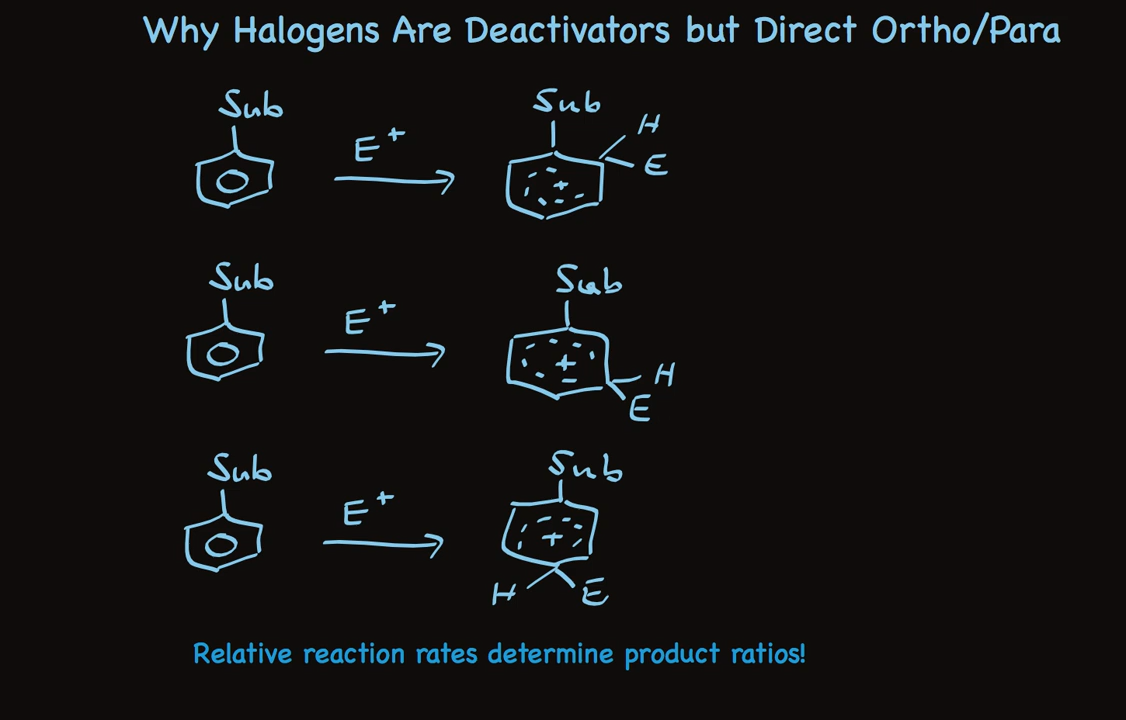 Why Halogens Are Deactivators but Direct Ortho/Para
Sub
E+
Sub
H
E
+
Sub
E+
Sub
H
E
+
Sub
E+
Sub
+
H
E
Relative reaction rates determine product ratios!